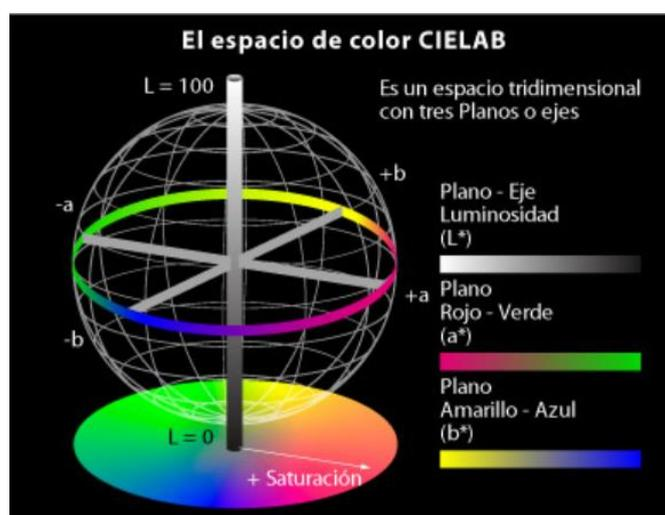 El espacio de color CIELAB
L = 100
Es un espacio tridimensional
con tres Planos o ejes
+b
-a
Plano - Eje
Luminosidad
(L*)
+a
Plano
Rojo - Verde
(a*)
-b
Plano
Amarillo - Azul
(b*)
L = 0
+ Saturación